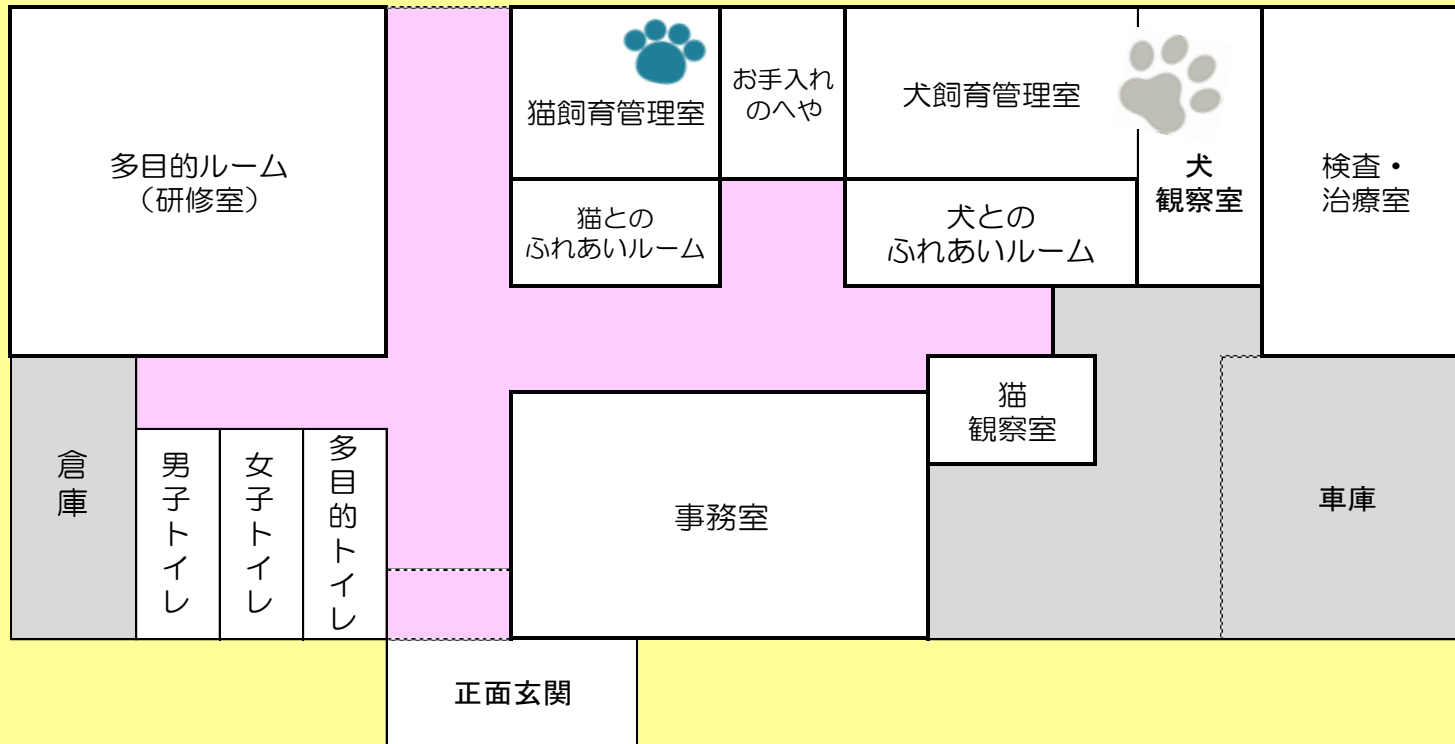 多目的ルーム
（研修室）
猫飼育管理室
お手入れ
のへや
犬飼育管理室
犬
観察室
検査・
治療室
猫との
ふれあいルーム
犬との
ふれあいルーム
猫
観察室
倉庫
男子トイレ
女子トイレ
多目的トイレ
事務室
車庫
正面玄関